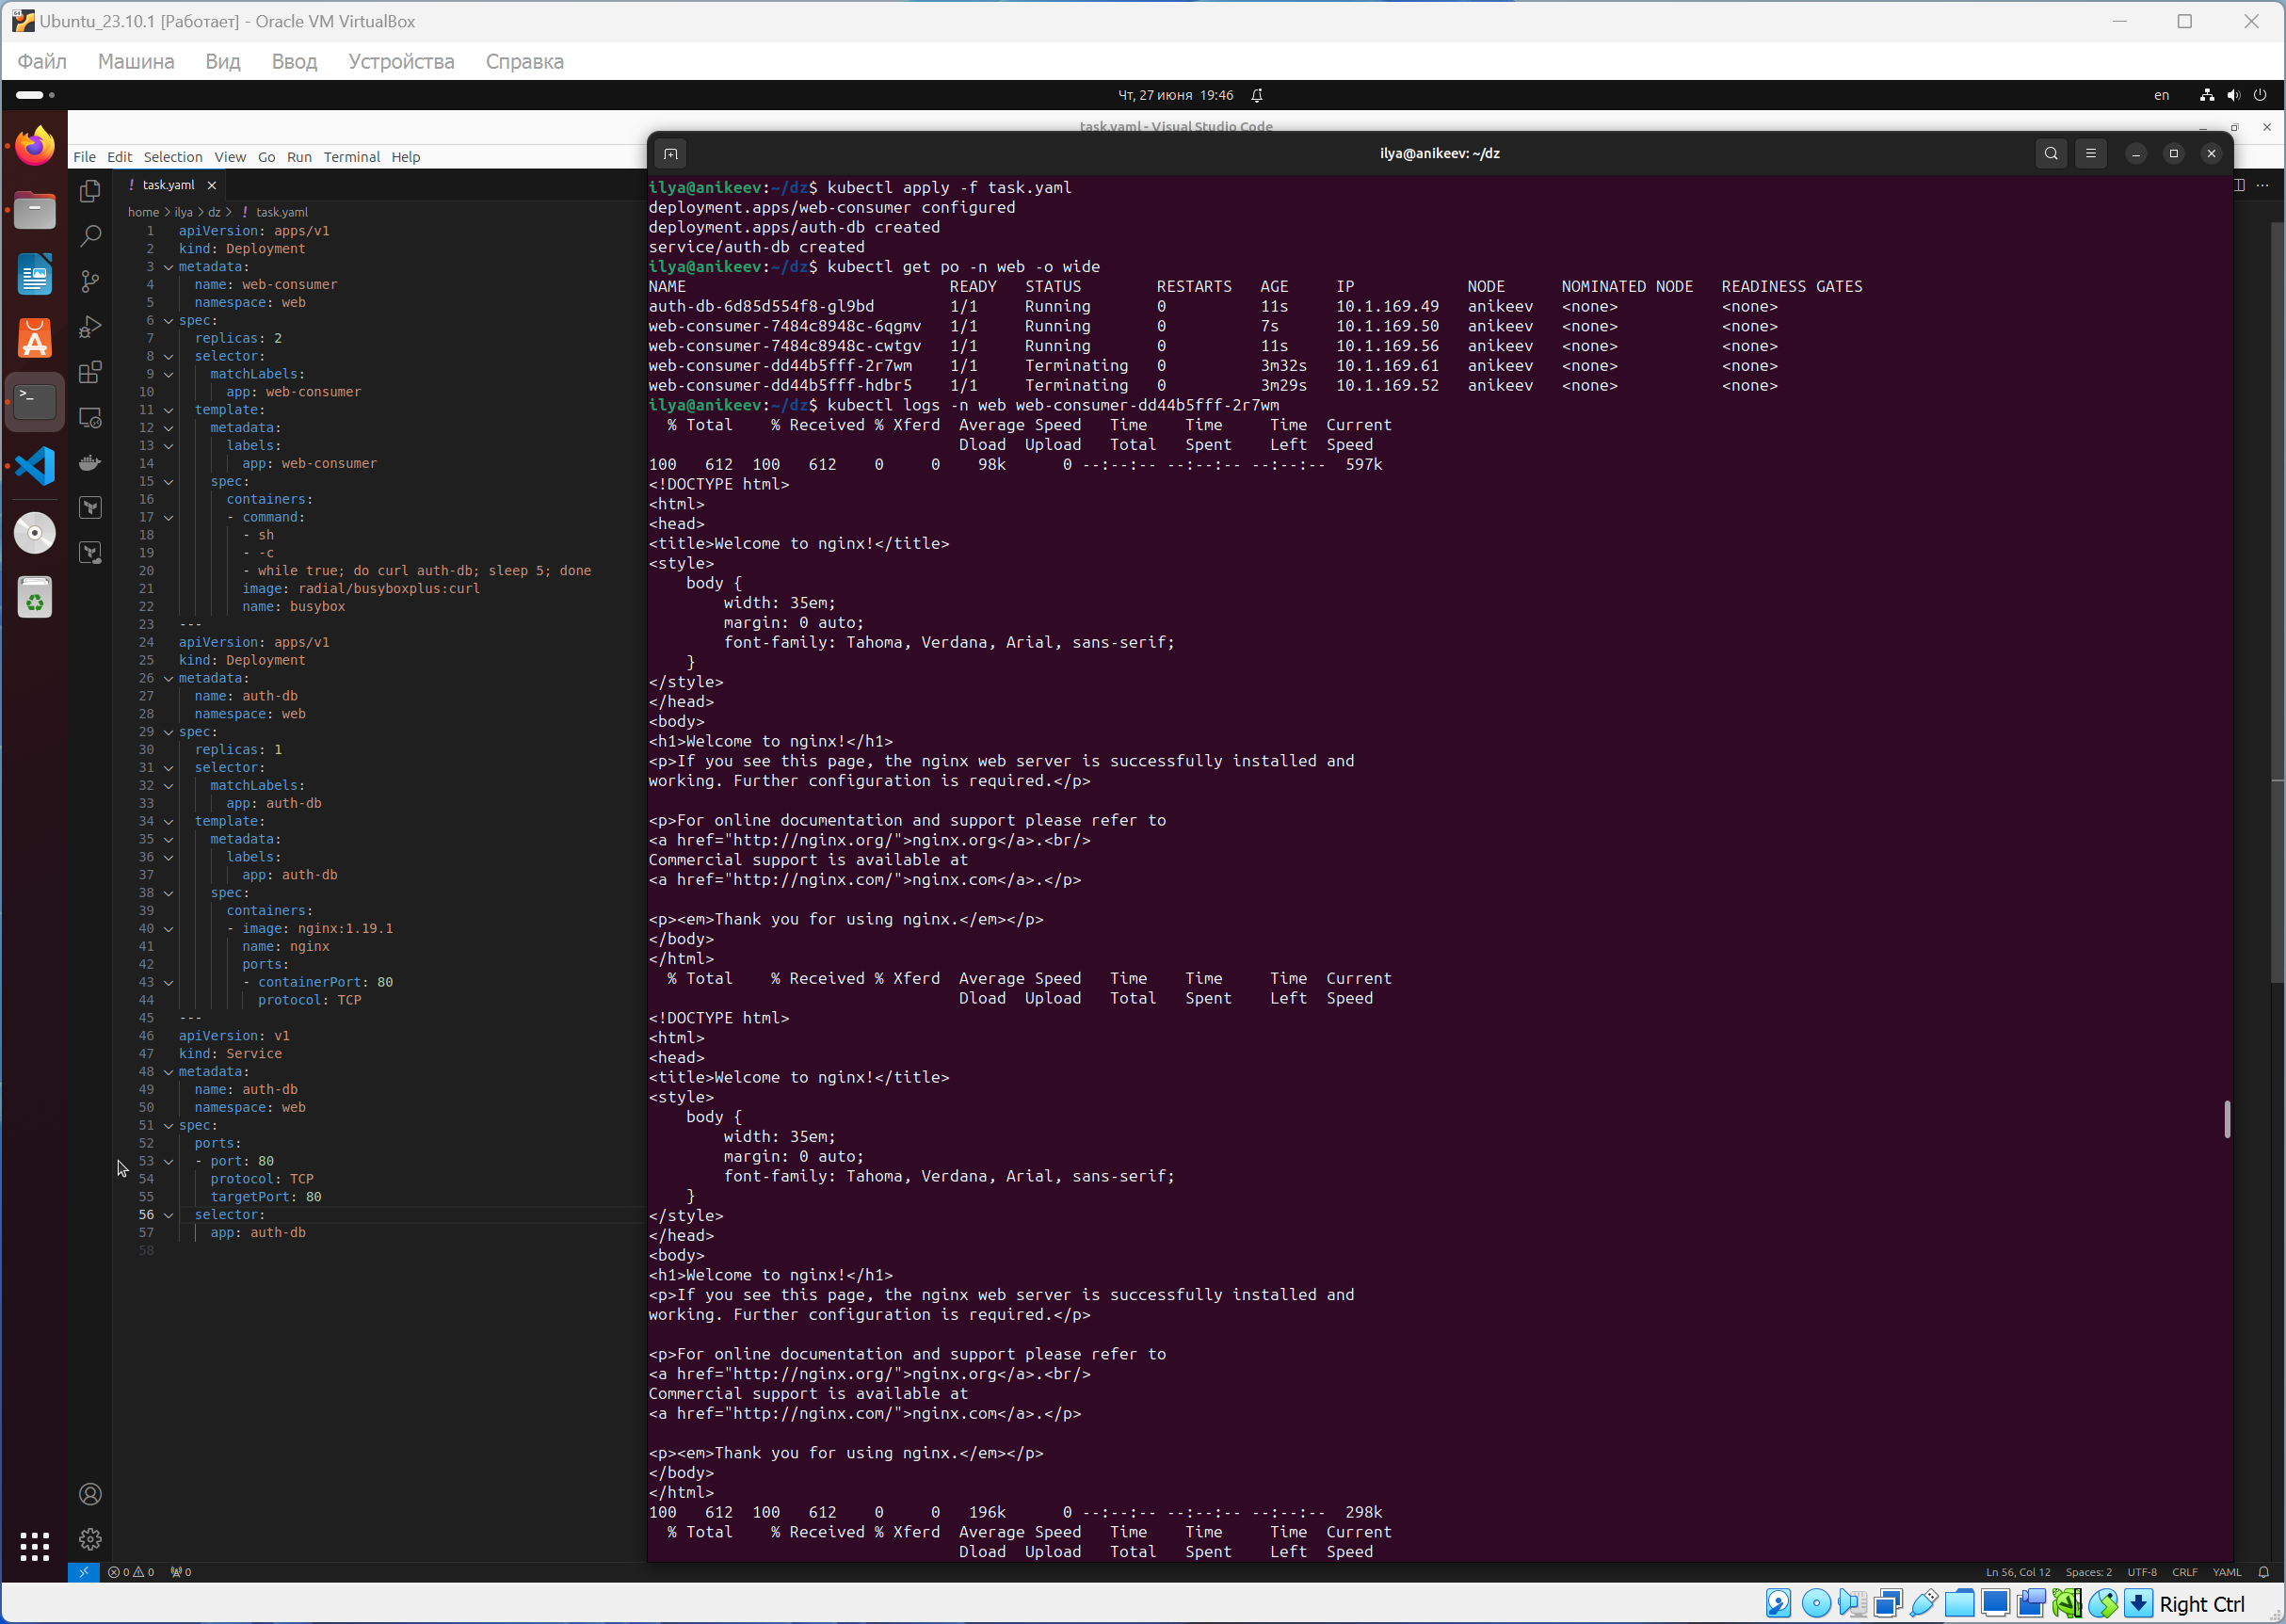 Ubuntu_23.10.1 [Работает] - Oracle VM VirtualBox
Файл Машина Вид Ввод Устройства Справка
Чт, 27 июня 19:46
en
task.yaml - Visual Studio Code
File Edit Selection View Go Run Terminal Help
! task.yaml
home > ilya > dz > ! task.yaml
1 apiVersion: apps/v1
2 kind: Deployment
3 metadata:
4 name: web-consumer
5 namespace: web
6 spec:
7 replicas: 2
8 selector:
9 matchLabels:
10 app: web-consumer
11 template:
12 metadata:
13 labels:
14 app: web-consumer
15 spec:
16 containers:
17 - command:
18 - sh
19 - -c
20 - while true; do curl auth-db; sleep 5; done
21 image: radial/busyboxplus:curl
22 name: busybox
23 ---
24 apiVersion: apps/v1
25 kind: Deployment
26 metadata:
27 name: auth-db
28 namespace: web
29 spec:
30 replicas: 1
31 selector:
32 matchLabels:
33 app: auth-db
34 template:
35 metadata:
36 labels:
37 app: auth-db
38 spec:
39 containers:
40 - image: nginx:1.19.1
41 name: nginx
42 ports:
43 - containerPort: 80
44 protocol: TCP
45 ---
46 apiVersion: v1
47 kind: Service
48 metadata:
49 name: auth-db
50 namespace: web
51 spec:
52 ports:
53 - port: 80
54 protocol: TCP
55 targetPort: 80
56 selector:
57 app: auth-db
58
ilya@anikeev: ~/dz
ilya@anikeev:~/dz$ kubectl apply -f task.yaml
deployment.apps/web-consumer configured
deployment.apps/auth-db created
service/auth-db created
ilya@anikeev:~/dz$ kubectl get po -n web -o wide
NAME READY STATUS RESTARTS AGE IP NODE NOMINATED NODE READINESS GATES
auth-db-6d85d554f8-gl9bd 1/1 Running 0 11s 10.1.169.49 anikeev <none> <none>
web-consumer-7484c8948c-6qgmv 1/1 Running 0 7s 10.1.169.50 anikeev <none> <none>
web-consumer-7484c8948c-cwtgv 1/1 Running 0 11s 10.1.169.56 anikeev <none> <none>
web-consumer-dd44b5fff-2r7wm 1/1 Terminating 0 3m32s 10.1.169.61 anikeev <none> <none>
web-consumer-dd44b5fff-hdbr5 1/1 Terminating 0 3m29s 10.1.169.52 anikeev <none> <none>
ilya@anikeev:~/dz$ kubectl logs -n web web-consumer-dd44b5fff-2r7wm
% Total % Received % Xferd Average Speed Time Time Time Current
Dload Upload Total Spent Left Speed
100 612 100 612 0 0 98k 0 --:--:-- --:--:-- --:--:-- 597k
<!DOCTYPE html>
<html>
<head>
<title>Welcome to nginx!</title>
<style>
body {
width: 35em;
margin: 0 auto;
font-family: Tahoma, Verdana, Arial, sans-serif;
}
</style>
</head>
<body>
<h1>Welcome to nginx!</h1>
<p>If you see this page, the nginx web server is successfully installed and
working. Further configuration is required.</p>
<p>For online documentation and support please refer to
<a href="http://nginx.org/">nginx.org</a>.<br/>
Commercial support is available at
<a href="http://nginx.com/">nginx.com</a>.</p>
<p><em>Thank you for using nginx.</em></p>
</body>
</html>
% Total % Received % Xferd Average Speed Time Time Time Current
Dload Upload Total Spent Left Speed
<!DOCTYPE html>
<html>
<head>
<title>Welcome to nginx!</title>
<style>
body {
width: 35em;
margin: 0 auto;
font-family: Tahoma, Verdana, Arial, sans-serif;
}
</style>
</head>
<body>
<h1>Welcome to nginx!</h1>
<p>If you see this page, the nginx web server is successfully installed and
working. Further configuration is required.</p>
<p>For online documentation and support please refer to
<a href="http://nginx.org/">nginx.org</a>.<br/>
Commercial support is available at
<a href="http://nginx.com/">nginx.com</a>.</p>
<p><em>Thank you for using nginx.</em></p>
</body>
</html>
100 612 100 612 0 0 196k 0 --:--:-- --:--:-- --:--:-- 298k
% Total % Received % Xferd Average Speed Time Time Time Current
Dload Upload Total Spent Left Speed
0 0 0
Ln 56, Col 12 Spaces: 2 UTF-8 CRLF YAML
Right Ctrl